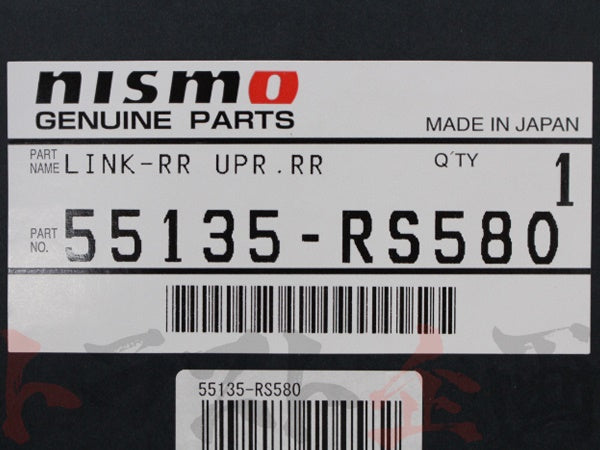 nismo
GENUINE PARTS
MADE IN JAPAN
PART NAME LINK-RR UPR.RR Q'TY 1
PART NO. 55135-RS580
55135-RS580